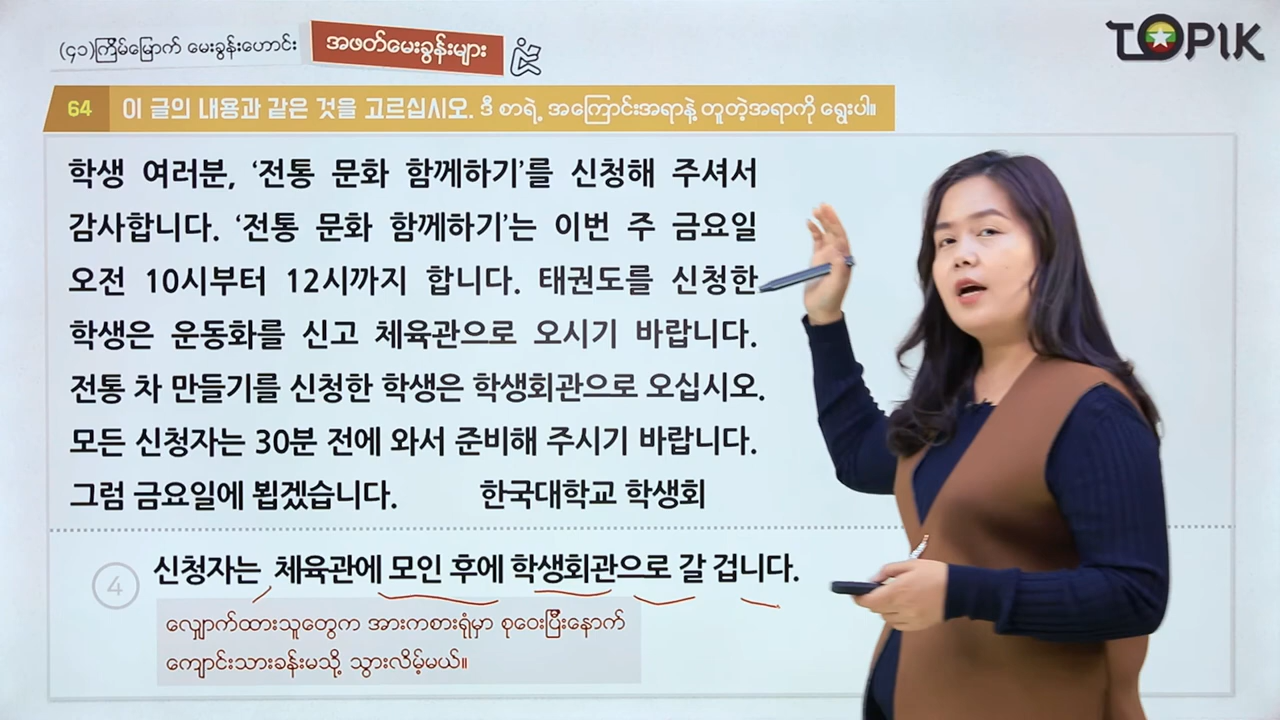 (၄၁)ကြိမ်မြောက် မေးခွန်းဟောင်း
အဖတ်မေးခွန်းများ
TOPIK
64 이 글의 내용과 같은 것을 고르십시오. ဒီ စာရဲ့ အကြောင်းအရာနဲ့ တူတဲ့အရာကို ရွေးပါ။
학생 여러분, ‘전통 문화 함께하기’를 신청해 주셔서
감사합니다. ‘전통 문화 함께하기’는 이번 주 금요일
오전 10시부터 12시까지 합니다. 태권도를 신청한
학생은 운동화를 신고 체육관으로 오시기 바랍니다.
전통 차 만들기를 신청한 학생은 학생회관으로 오십시오.
모든 신청자는 30분 전에 와서 준비해 주시기 바랍니다.
그럼 금요일에 뵙겠습니다. 한국대학교 학생회
4 신청자는 체육관에 모인 후에 학생회관으로 갈 겁니다.
လျှောက်ထားသူတွေက အားကစားရုံမှာ စုဝေးပြီးနောက်
ကျောင်းသားခန်းမသို့ သွားလိမ့်မယ်။